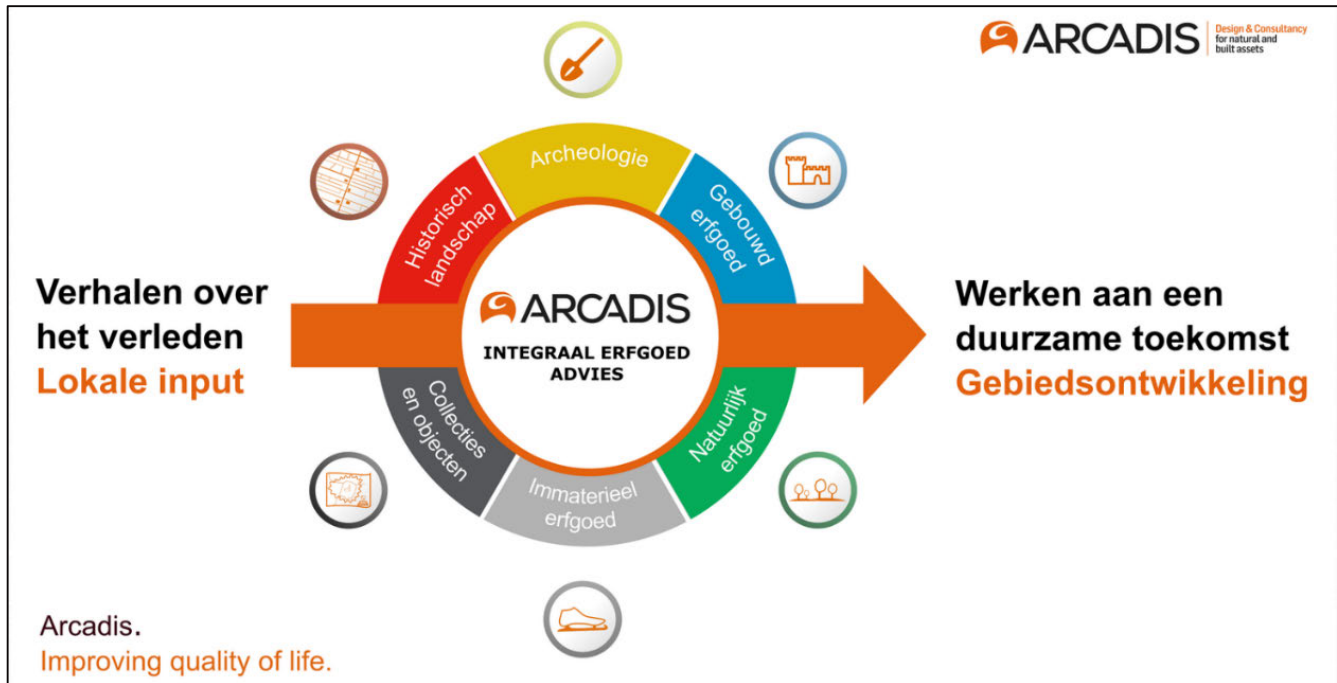 ARCADIS
Design & Consultancy
for natural and
built assets
Archeologie
Historisch
landschap
Gebouwd
erfgoed
Verhalen over
het verleden
Lokale input
ARCADIS
INTEGRAAL ERFGOED
ADVIES
Werken aan een
duurzame toekomst
Gebiedsontwikkeling
Collecties
en objecten
Natuurlijk
erfgoed
Immaterieel
erfgoed
Arcadis.
Improving quality of life.